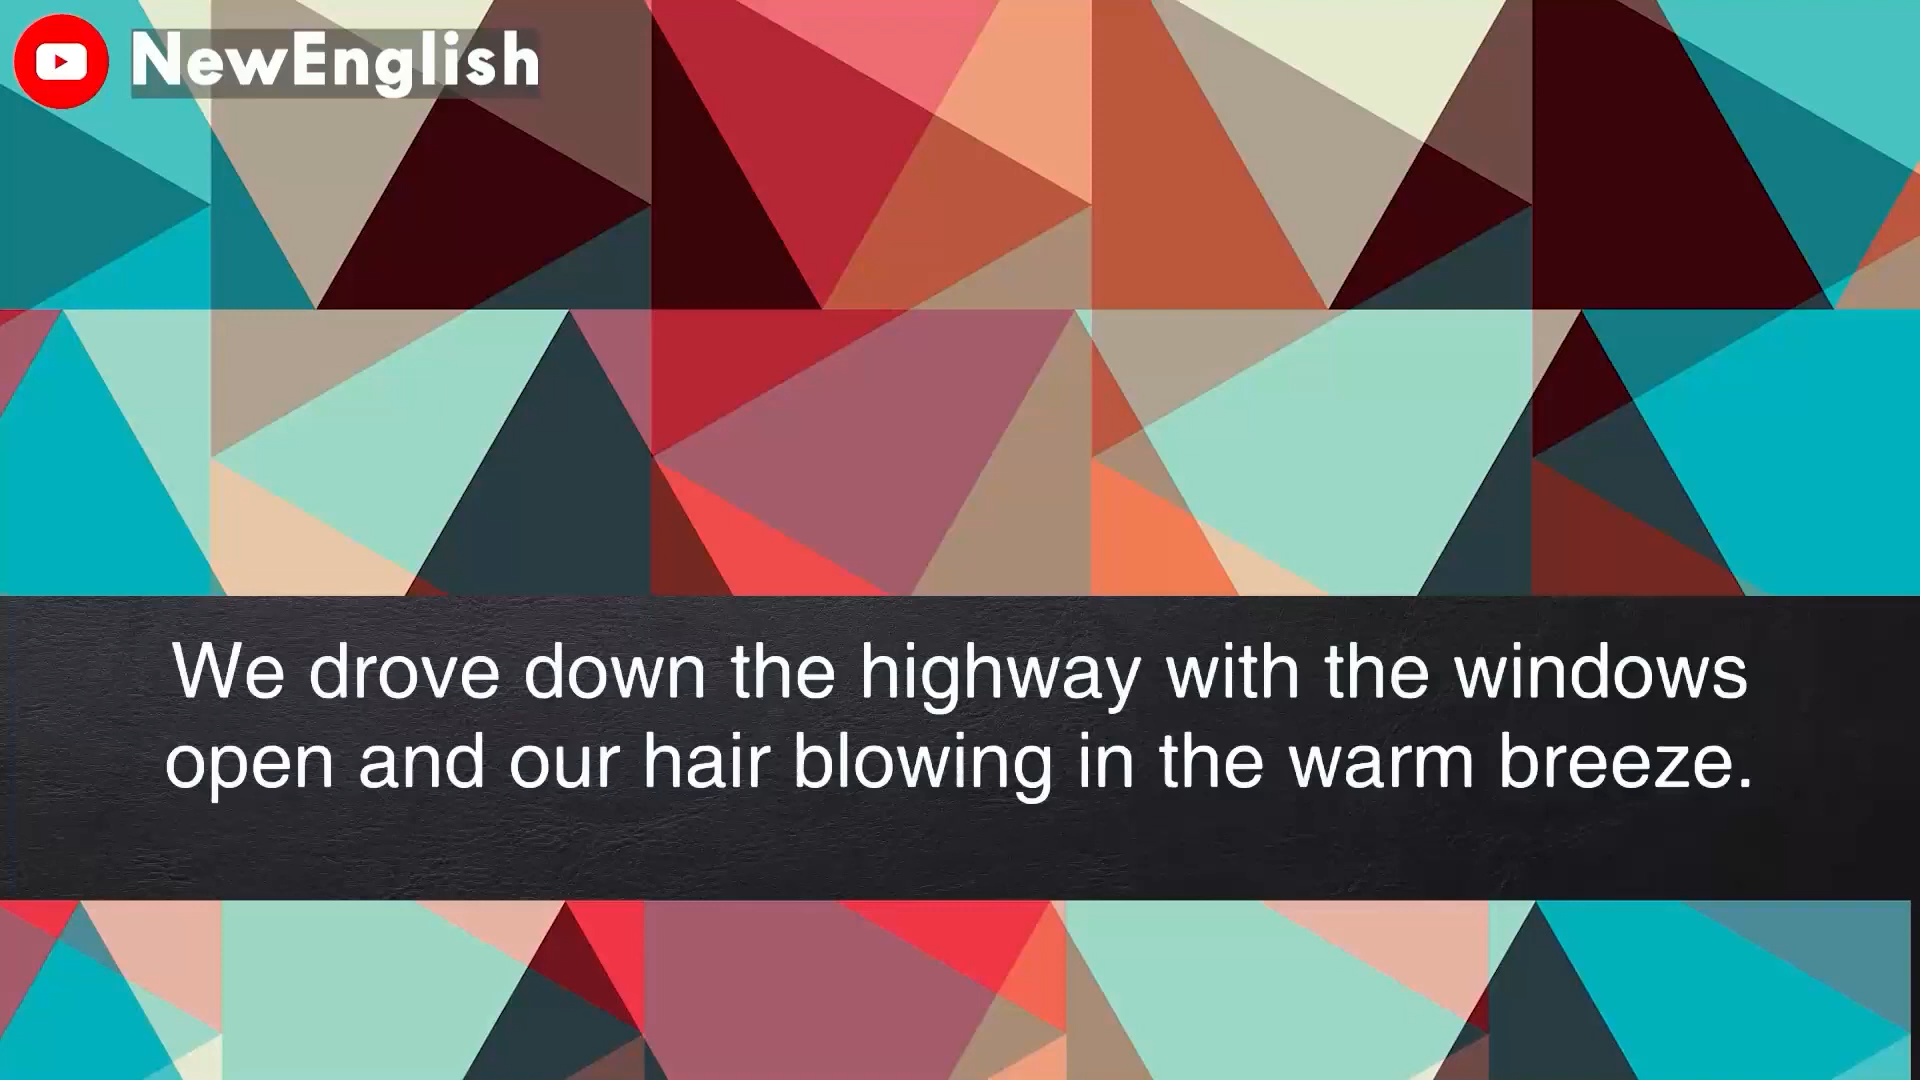 NewEnglish
We drove down the highway with the windows
open and our hair blowing in the warm breeze.